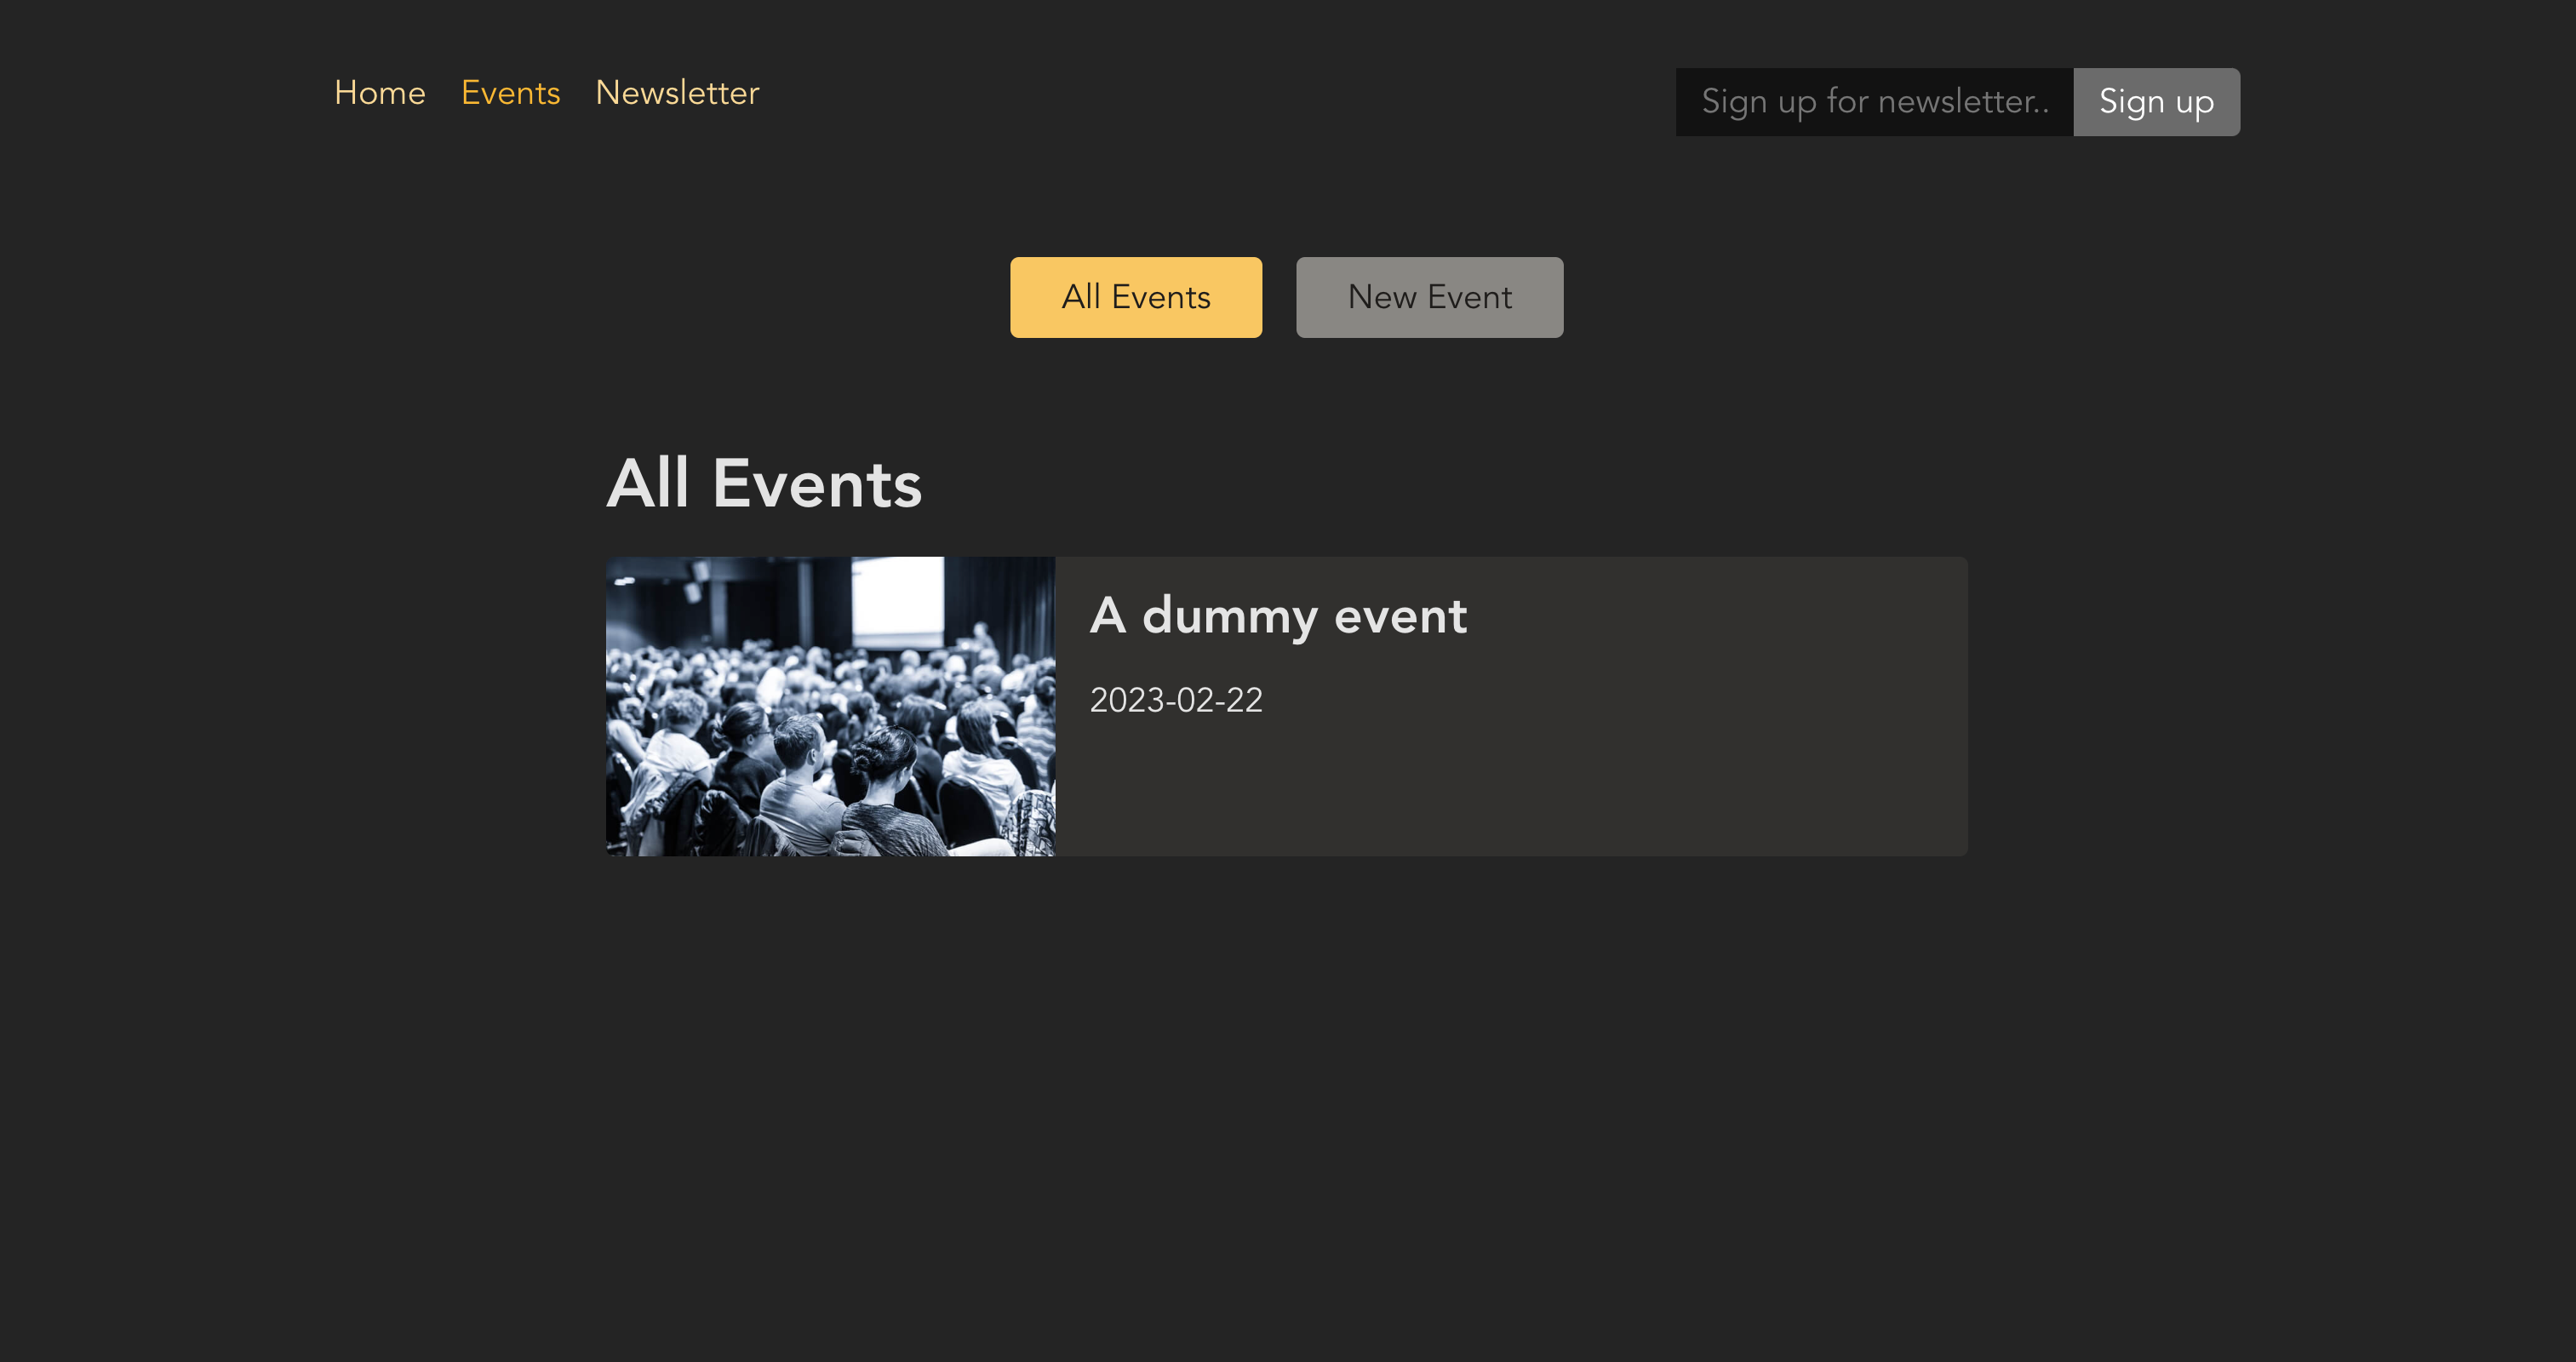 Home Events Newsletter
Sign up for newsletter.. Sign up
All Events New Event
All Events
A dummy event
2023-02-22